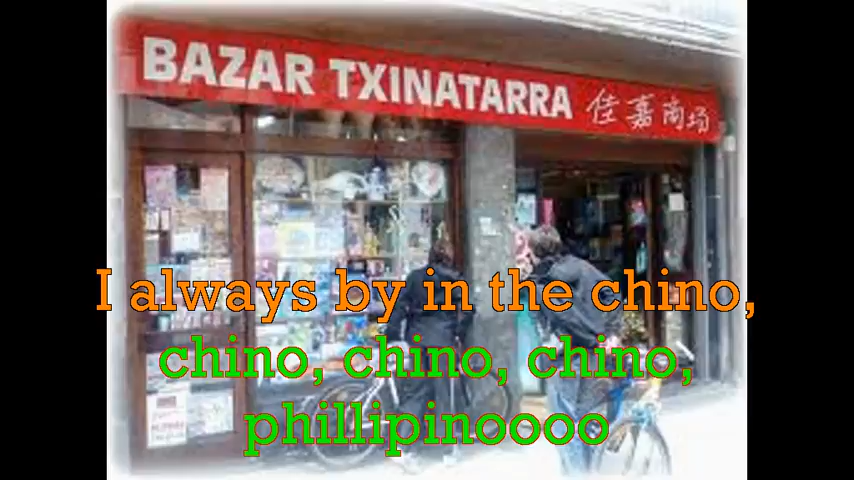 BAZAR TXINATARRA 佳嘉商场
I always by in the chino,
chino, chino, chino,
phillipinoooo